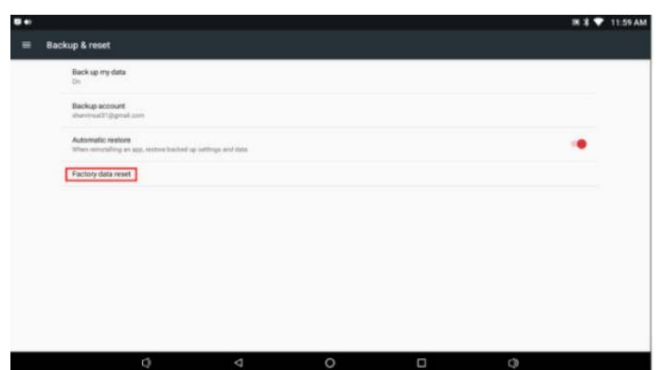 11:59 AM
Backup & reset
Back up my data
On
Backup account
Automatic restore
When reinstalling an app, restore backed up settings and data
Factory data reset